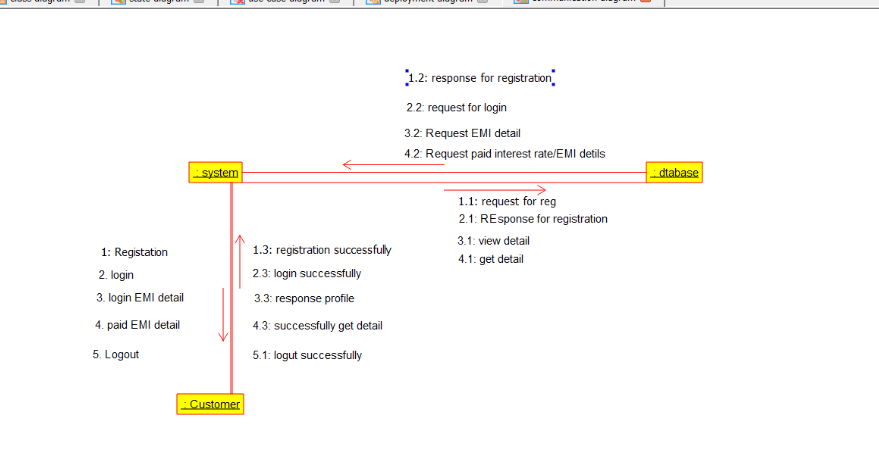 class diagram
state diagram
use case diagram
deployment diagram
communication diagram
1.2: response for registration
2.2: request for login
3.2: Request EMI detail
4.2: Request paid interest rate/EMI detils
: system
: dtabase
1.1: request for reg
2.1: REsponse for registration
3.1: view detail
4.1: get detail
1: Registation
2. login
3. login EMI detail
4. paid EMI detail
5. Logout
1.3: registration successfully
2.3: login successfully
3.3: response profile
4.3: successfully get detail
5.1: logut successfully
: Customer